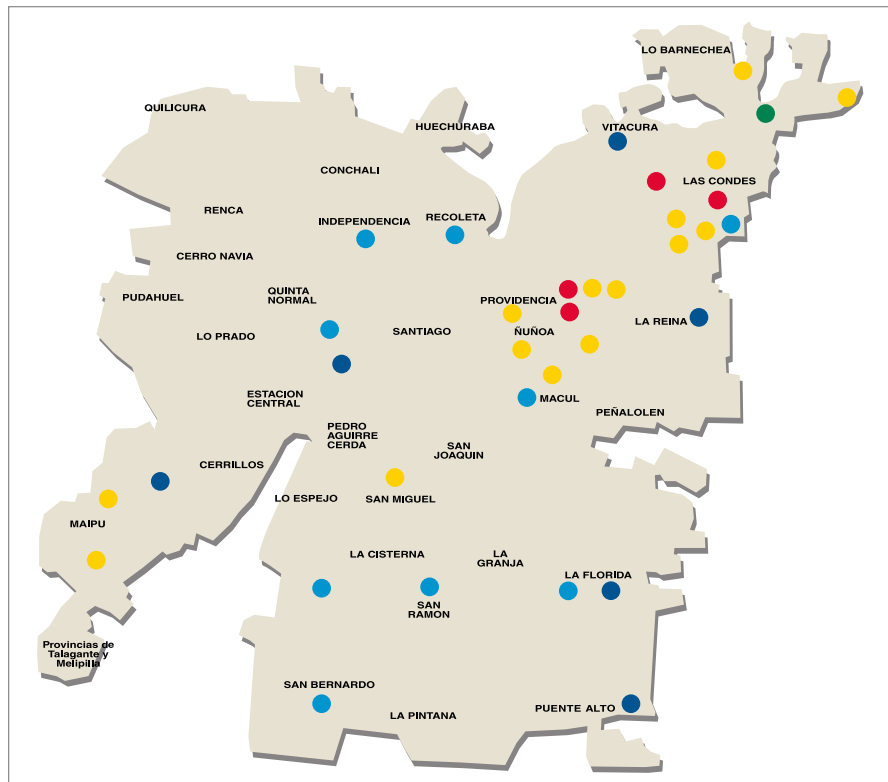 LO BARNECHEA
QUILICURA
HUECHURABA
VITACURA
CONCHALI
LAS CONDES
RENCA
INDEPENDENCIA
RECOLETA
CERRO NAVIA
PUDAHUEL
QUINTA
NORMAL
PROVIDENCIA
LO PRADO
SANTIAGO
ÑUÑOA
LA REINA
ESTACION
CENTRAL
MACUL
PEÑALOLEN
PEDRO
AGUIRRE
CERDA
SAN
JOAQUIN
CERRILLOS
LO ESPEJO
SAN MIGUEL
MAIPU
LA CISTERNA
LA
GRANJA
LA FLORIDA
SAN
RAMON
Provincias de
Talagante y
Melipilla
SAN BERNARDO
LA PINTANA
PUENTE ALTO